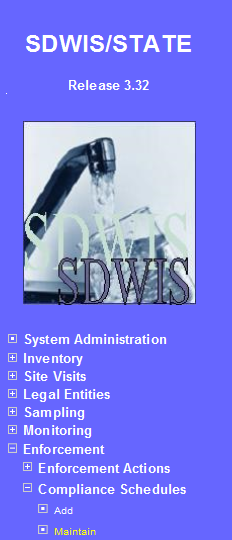 SDWIS/STATE
Release 3.32
SDWIS
SDWIS
System Administration
Inventory
Site Visits
Legal Entities
Sampling
Monitoring
Enforcement
Enforcement Actions
Compliance Schedules
Add
Maintain